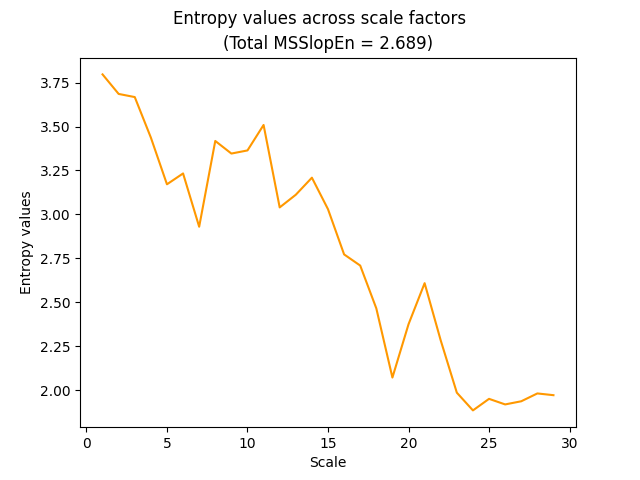 Entropy values across scale factors
(Total MSSlopEn = 2.689)
Entropy values
3.75
3.50
3.25
3.00
2.75
2.50
2.25
2.00
0 5 10 15 20 25 30
Scale